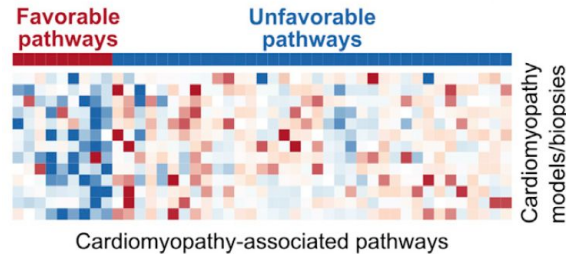 Favorable
pathways
Unfavorable
pathways
Cardiomyopathy
models/biopsies
Cardiomyopathy-associated pathways